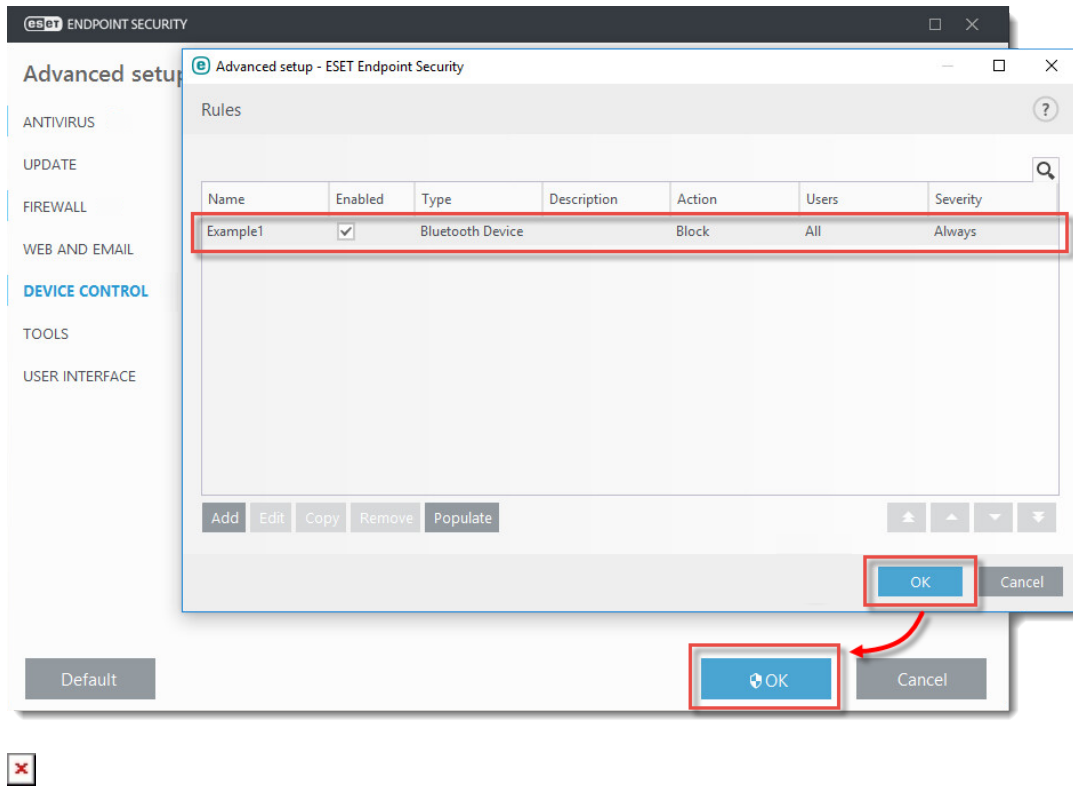 eset ENDPOINT SECURITY
Advanced setup
Advanced setup - ESET Endpoint Security
Rules
?
ANTIVIRUS
UPDATE
FIREWALL
WEB AND EMAIL
DEVICE CONTROL
TOOLS
USER INTERFACE
Name Enabled Type Description Action Users Severity
Example1 Bluetooth Device Block All Always
Add Edit Copy Remove Populate
OK Cancel
Default OK Cancel